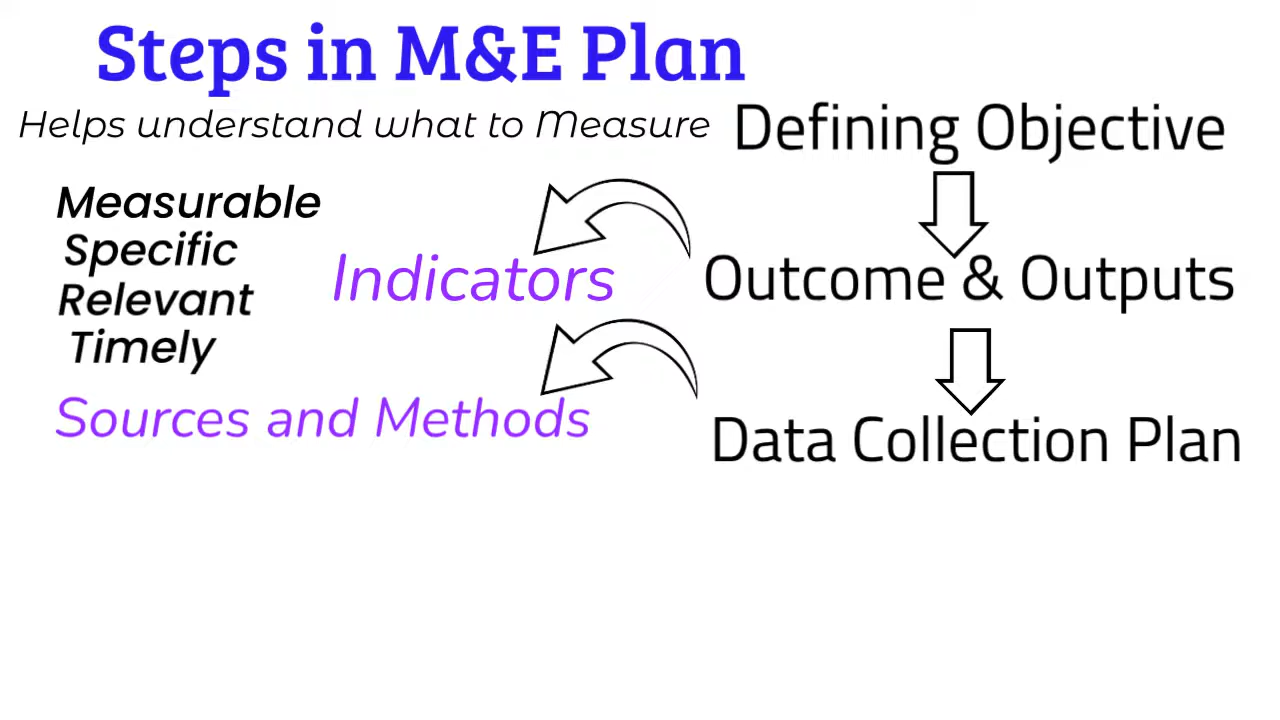 Steps in M&E Plan
Helps understand what to Measure
Defining Objective
Measurable
Specific
Relevant
Timely
Indicators
Outcome & Outputs
Sources and Methods
Data Collection Plan